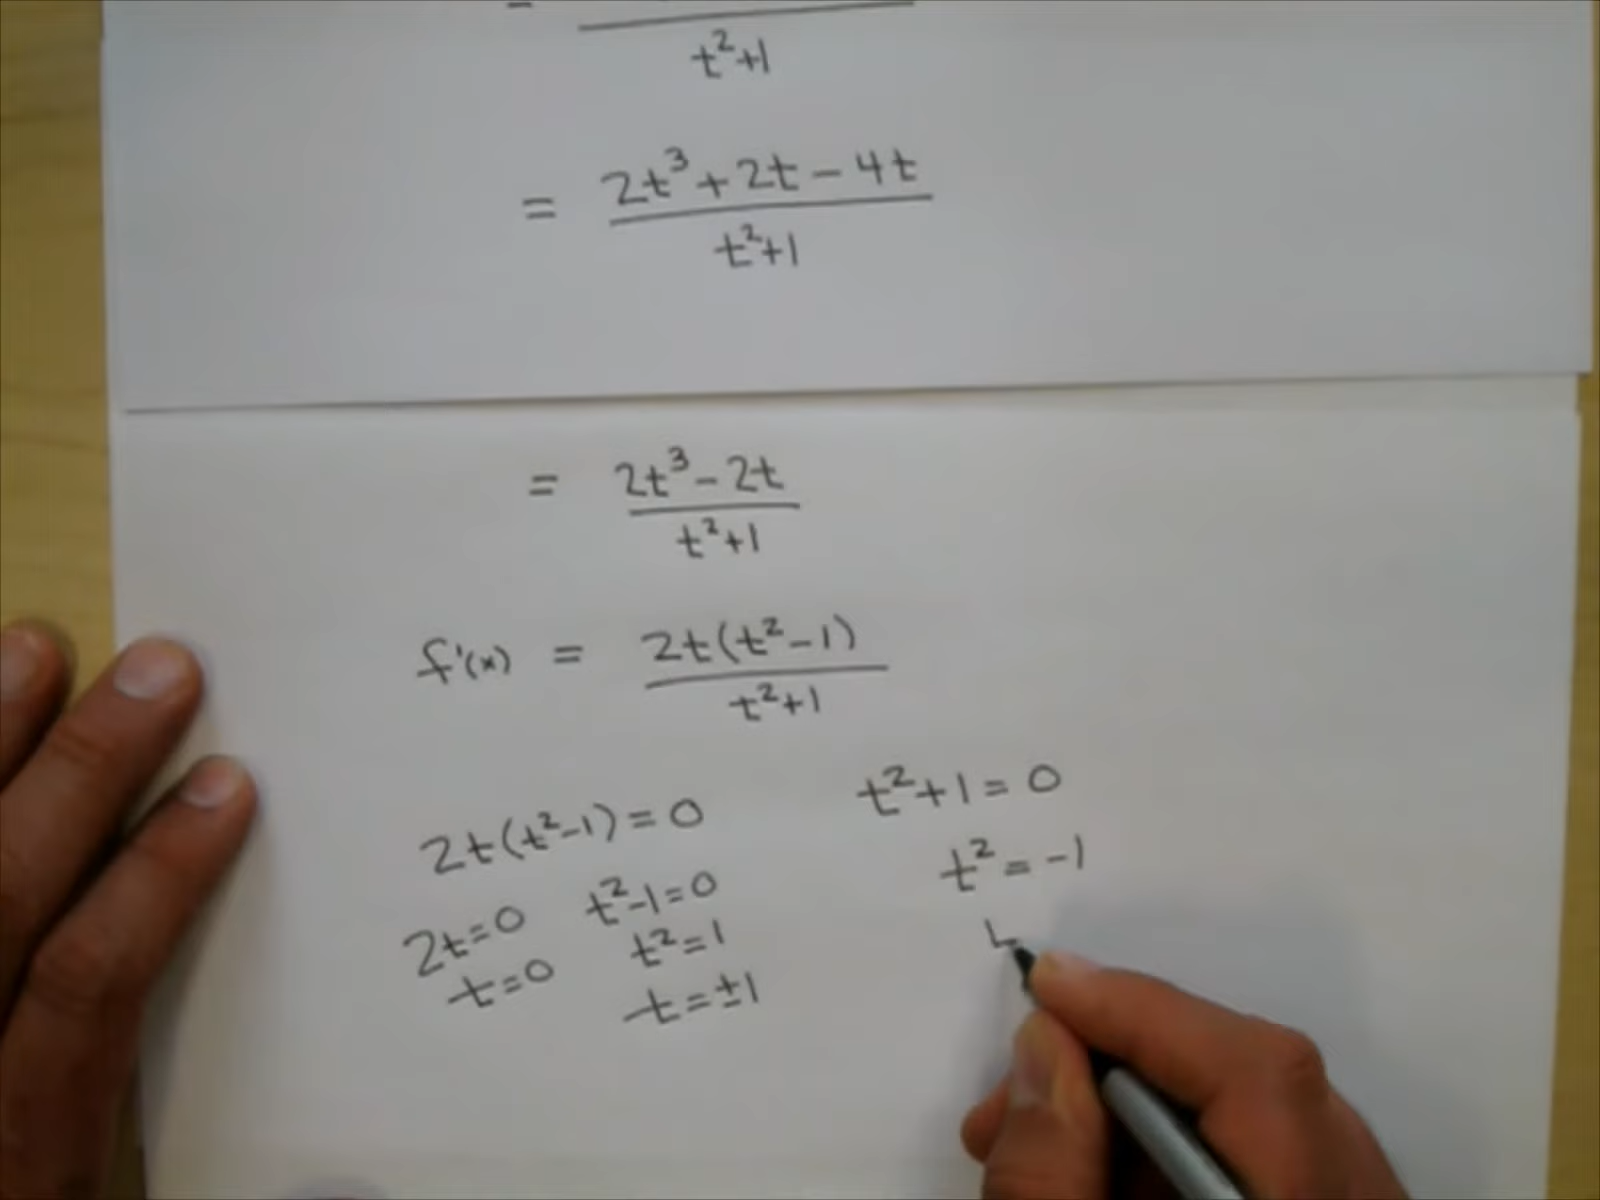 =
t²+1
= 2t³+2t-4t
t²+1
= 2t³-2t
t²+1
f'(x) = 2t(t²-1)
t²+1
2t(t²-1)=0
t²+1=0
2t=0
t²-1=0
t²=-1
t=0
t²=1
t=±1